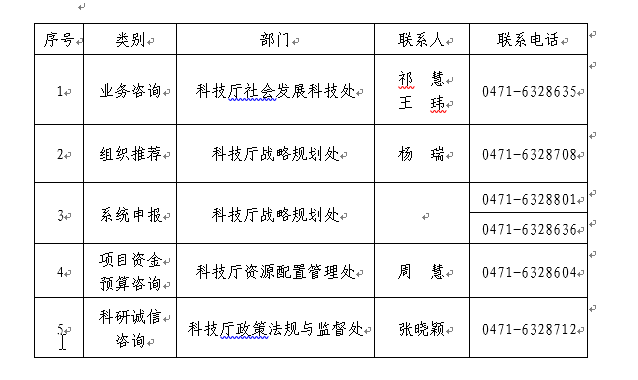 序号 类别 部门 联系人 联系电话
1 业务咨询 科技厅社会发展科技处 祁 慧 0471-6328635
王 玮
2 组织推荐 科技厅战略规划处 杨 瑞 0471-6328708
3 系统申报 科技厅战略规划处 0471-6328801
0471-6328636
4 项目资金 科技厅资源配置管理处 周 慧 0471-6328604
预算咨询
5 科研诚信 科技厅政策法规与监督处 张晓颖 0471-6328712
咨询